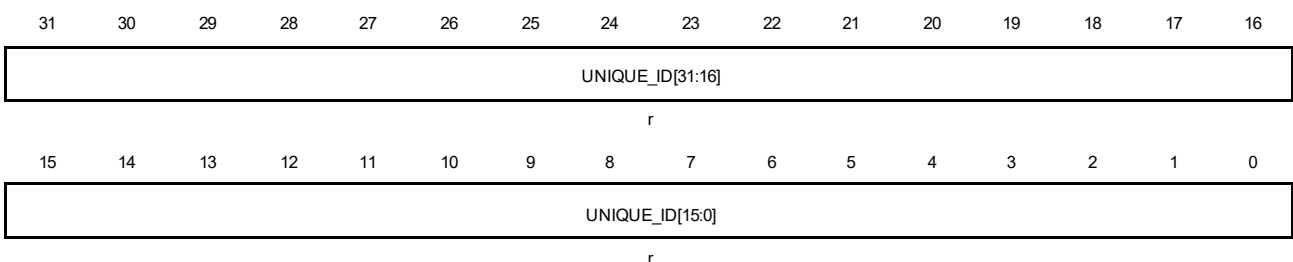 31 30 29 28 27 26 25 24 23 22 21 20 19 18 17 16
UNIQUE_ID[31:16]
r
15 14 13 12 11 10 9 8 7 6 5 4 3 2 1 0
UNIQUE_ID[15:0]
r